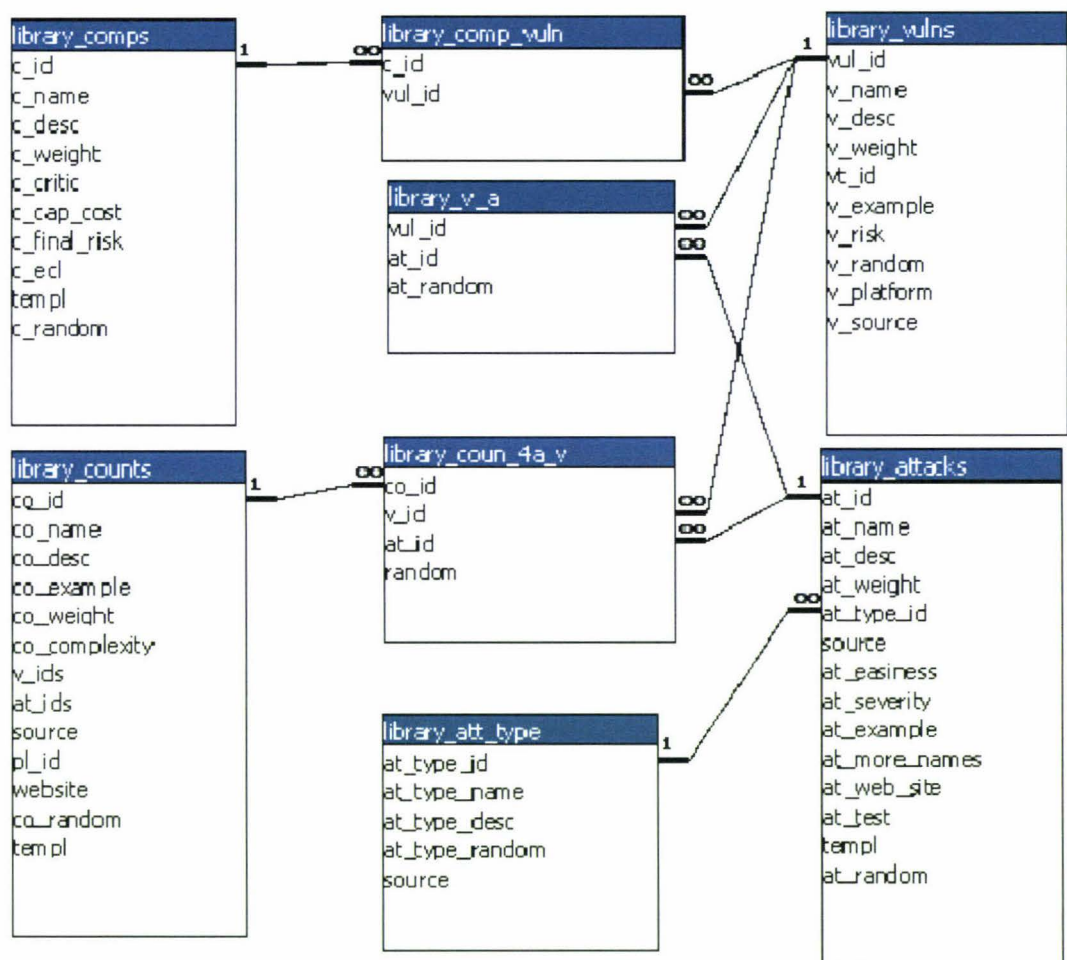 library_comps
c_id
c_name
c_desc
c_weight
c_critic
c_cap_cost
c_final_risk
c_ecl
templ
c_random
1
∞
library_comp_vuln
c_id
vul_id
∞
1
library_vulns
vul_id
v_name
v_desc
v_weight
vt_id
v_example
v_risk
v_random
v_platform
v_source
library_v_a
vul_id
at_id
at_random
∞
∞
library_counts
co_id
co_name
co_desc
co_example
co_weight
co_complexity
v_ids
at_ids
source
pl_id
website
co_random
templ
1
∞
library_coun_4a_v
co_id
v_id
at_id
random
∞
∞
1
library_attacks
at_id
at_name
at_desc
at_weight
at_type_id
source
at_easiness
at_severity
at_example
at_more_names
at_web_site
at_test
templ
at_random
∞
library_att_type
at_type_id
at_type_name
at_type_desc
at_type_random
source
1